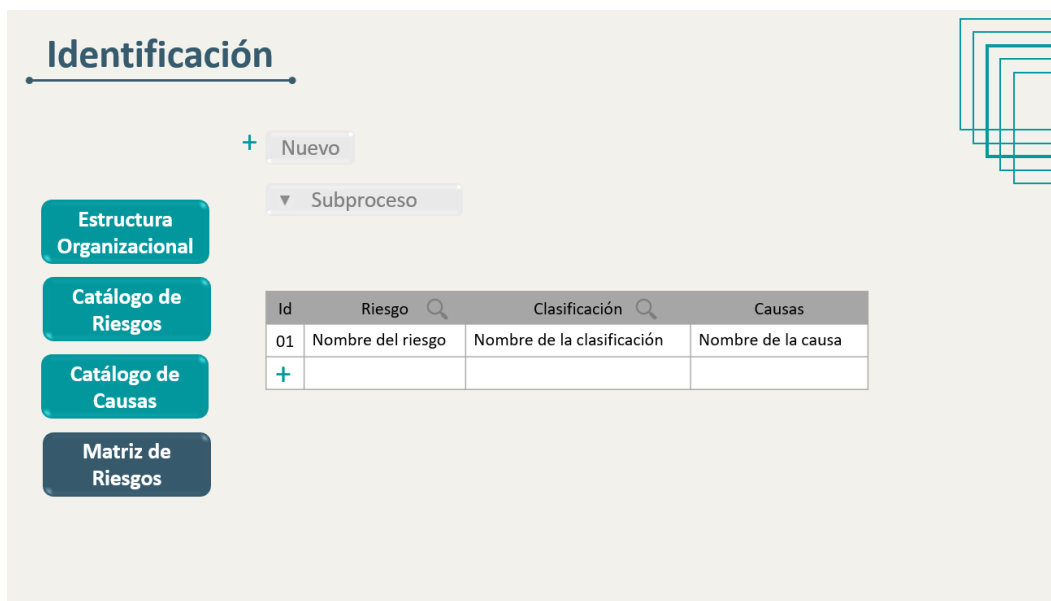 Identificación
+ Nuevo
▼ Subproceso
Estructura
Organizacional
Catálogo de
Riesgos
Catálogo de
Causas
Matriz de
Riesgos
Id Riesgo Clasificación Causas
01 Nombre del riesgo Nombre de la clasificación Nombre de la causa
+